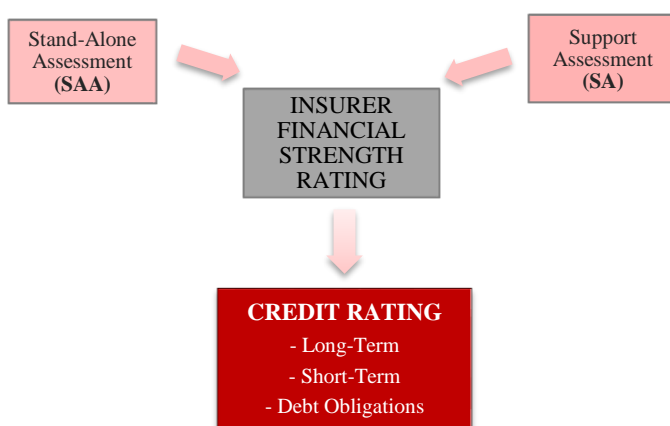 Stand-Alone
Assessment
(SAA)
Support
Assessment
(SA)
INSURER
FINANCIAL
STRENGTH
RATING
CREDIT RATING
- Long-Term
- Short-Term
- Debt Obligations